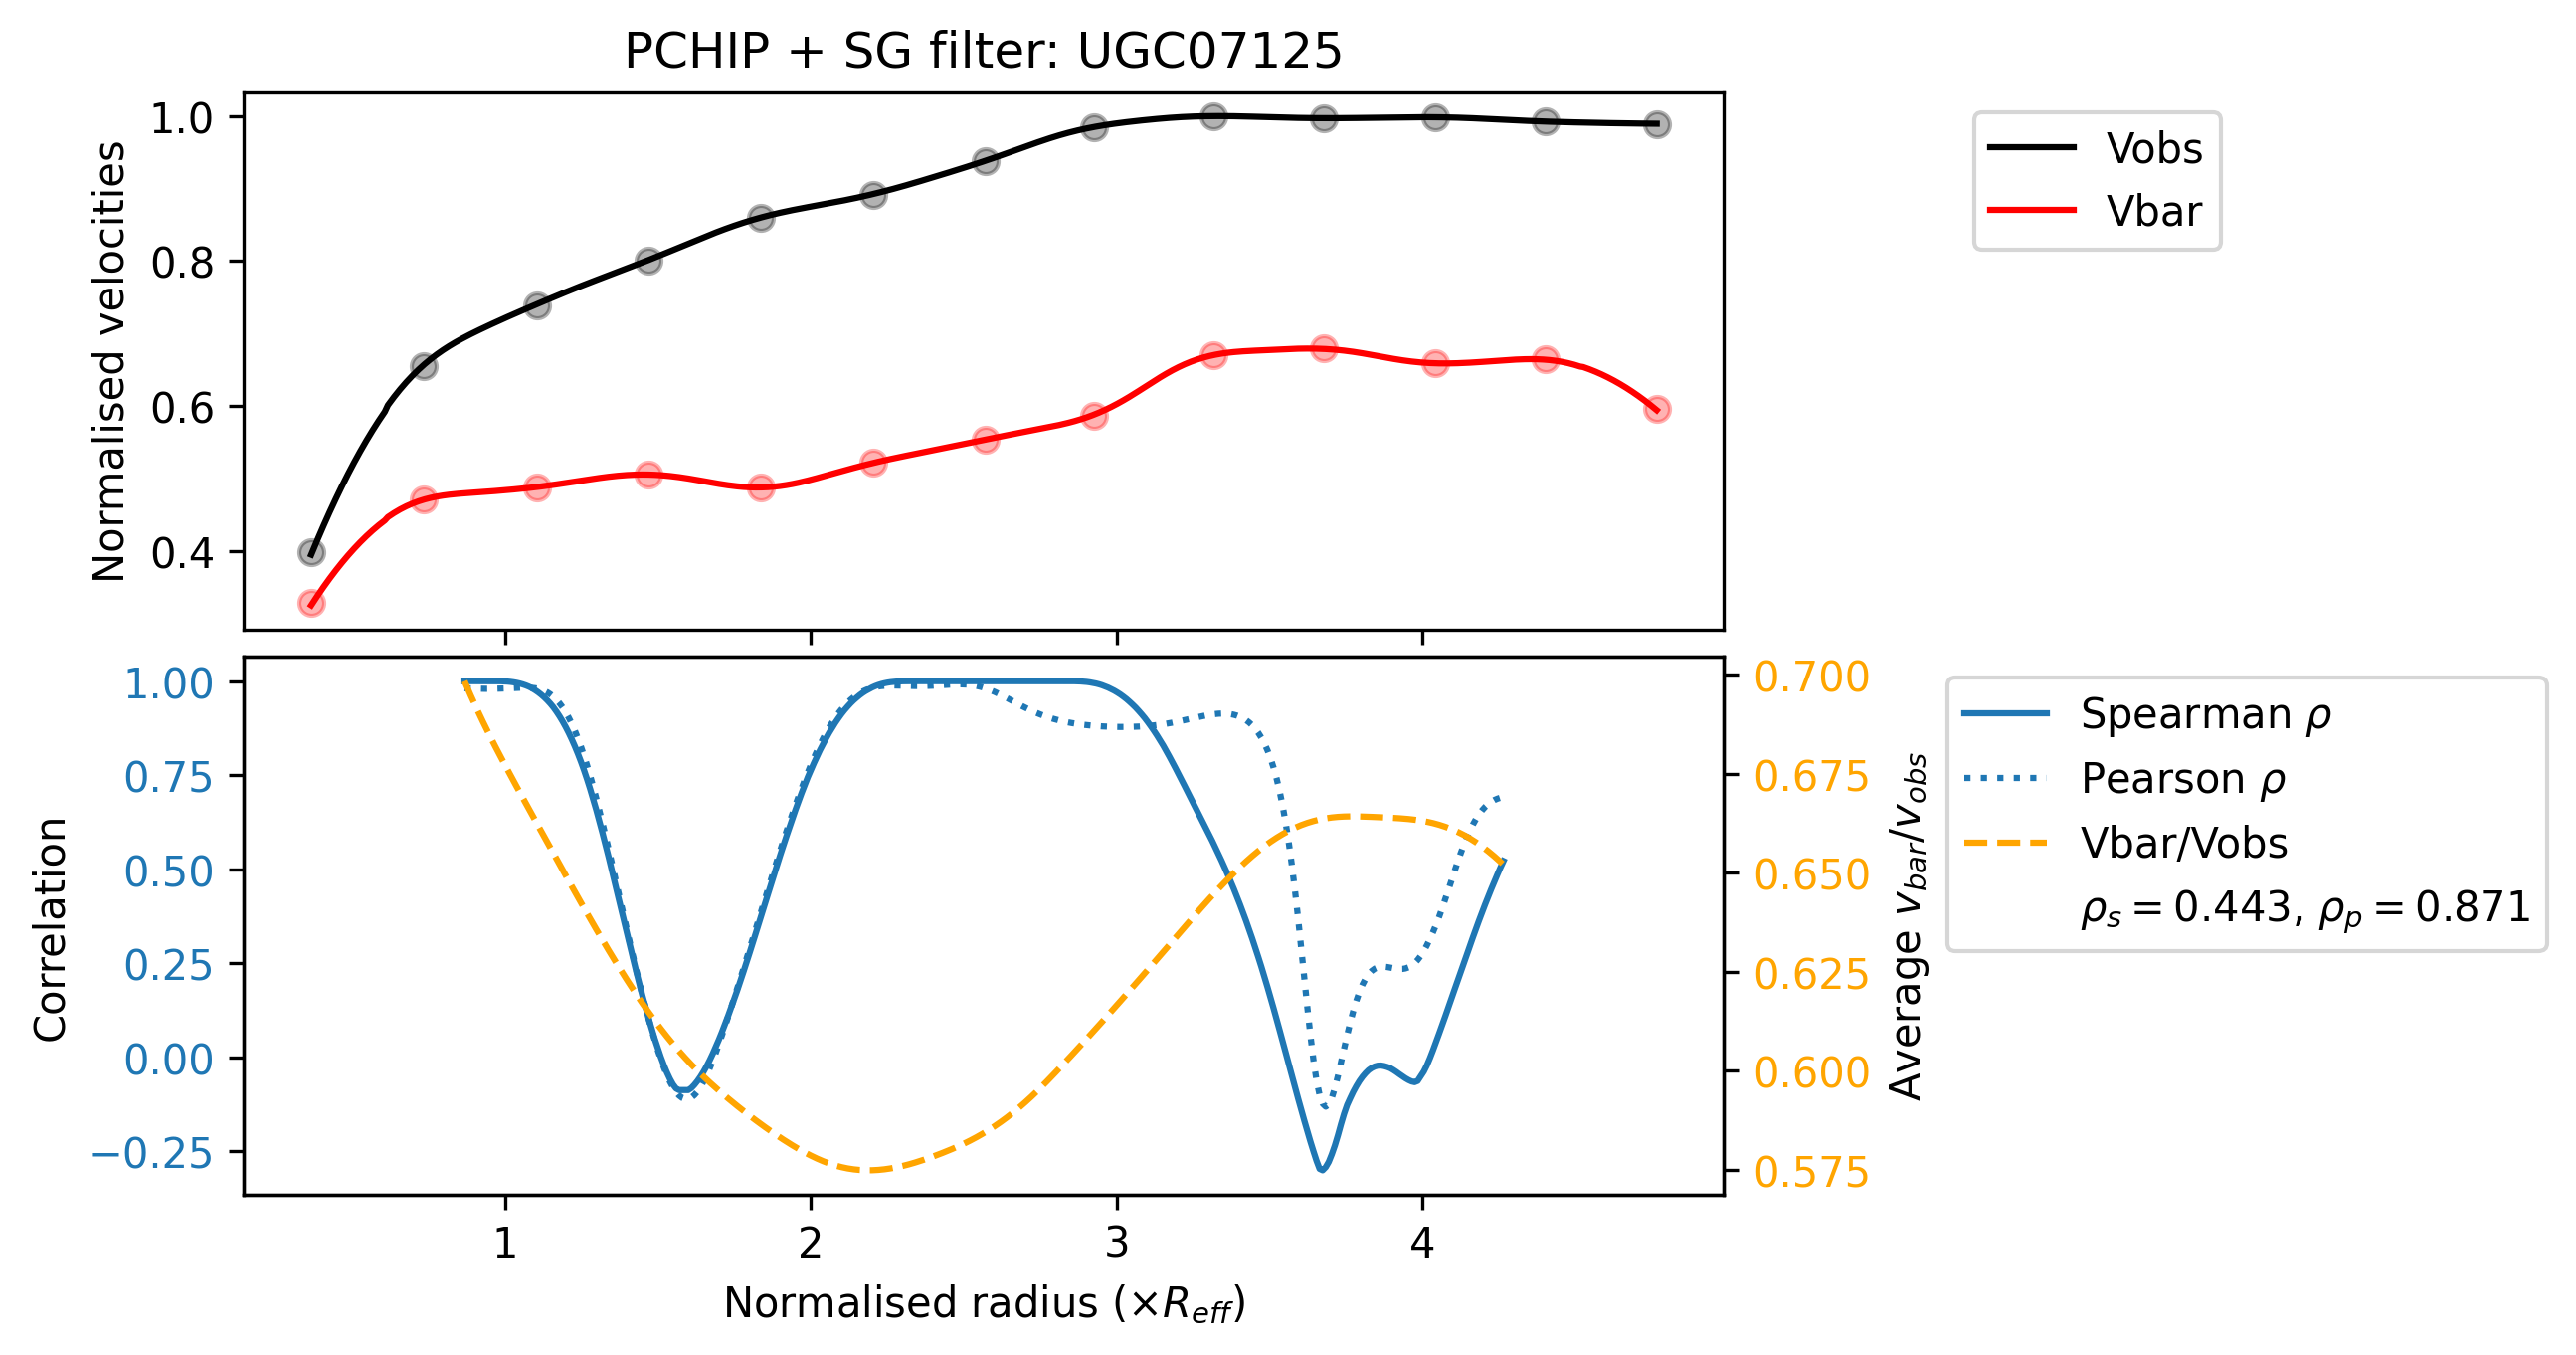 PCHIP + SG filter: UGC07125
Normalised velocities
1.0
0.8
0.6
0.4
Vobs
Vbar
Correlation
1.00
0.75
0.50
0.25
0.00
−0.25
0.700
0.675
0.650
0.625
0.600
0.575
Average v_bar/v_obs
Spearman ρ
Pearson ρ
Vbar/Vobs
ρ_s = 0.443, ρ_p = 0.871
1 2 3 4
Normalised radius (×R_eff)